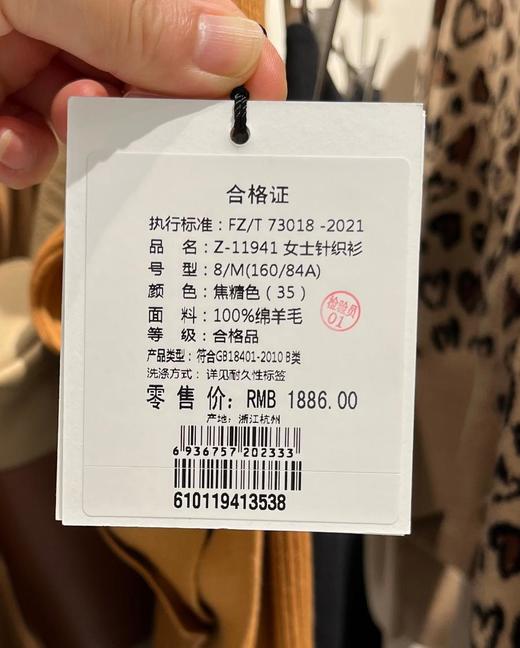 合格证
执行标准：FZ/T 73018 -2021
品 名：Z-11941 女士针织衫
号 型：8/M(160/84A)
颜 色：焦糖色（35）
面 料：100%绵羊毛
检验员
01
等 级：合格品
产品类型：符合GB18401-2010 B类
洗涤方式：详见耐久性标签
零 售 价：RMB 1886.00
产地：浙江杭州
6 936757 202333
610119413538